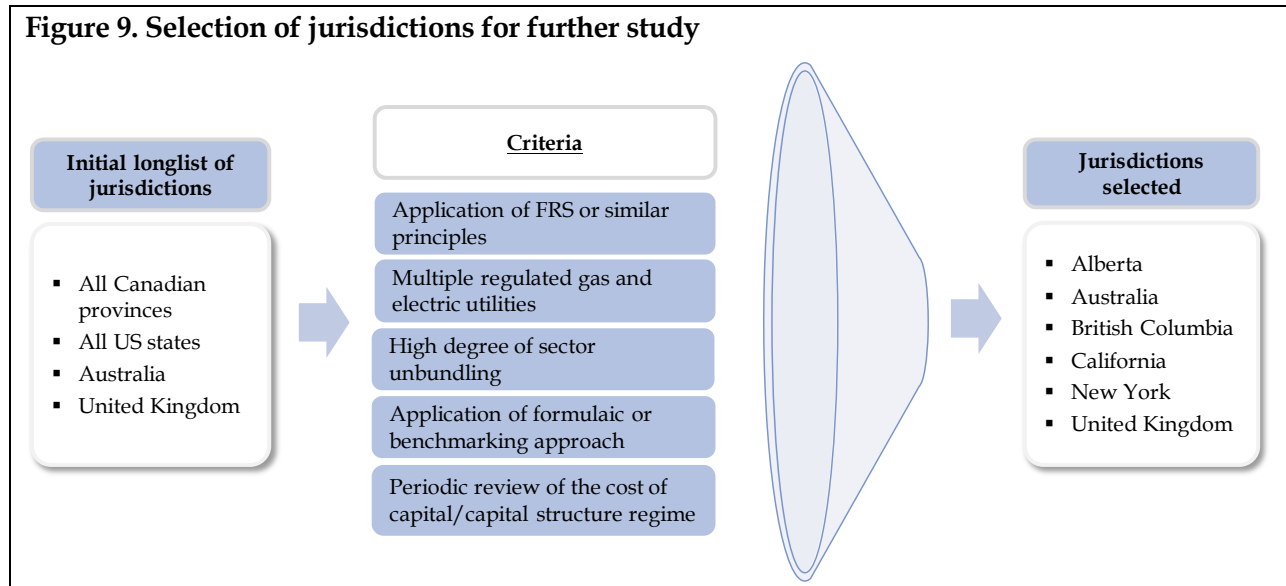 Figure 9. Selection of jurisdictions for further study
Initial longlist of
jurisdictions
▪ All Canadian
provinces
▪ All US states
▪ Australia
▪ United Kingdom
Criteria
Application of FRS or similar
principles
Multiple regulated gas and
electric utilities
High degree of sector
unbundling
Application of formulaic or
benchmarking approach
Periodic review of the cost of
capital/capital structure regime
Jurisdictions
selected
▪ Alberta
▪ Australia
▪ British Columbia
▪ California
▪ New York
▪ United Kingdom